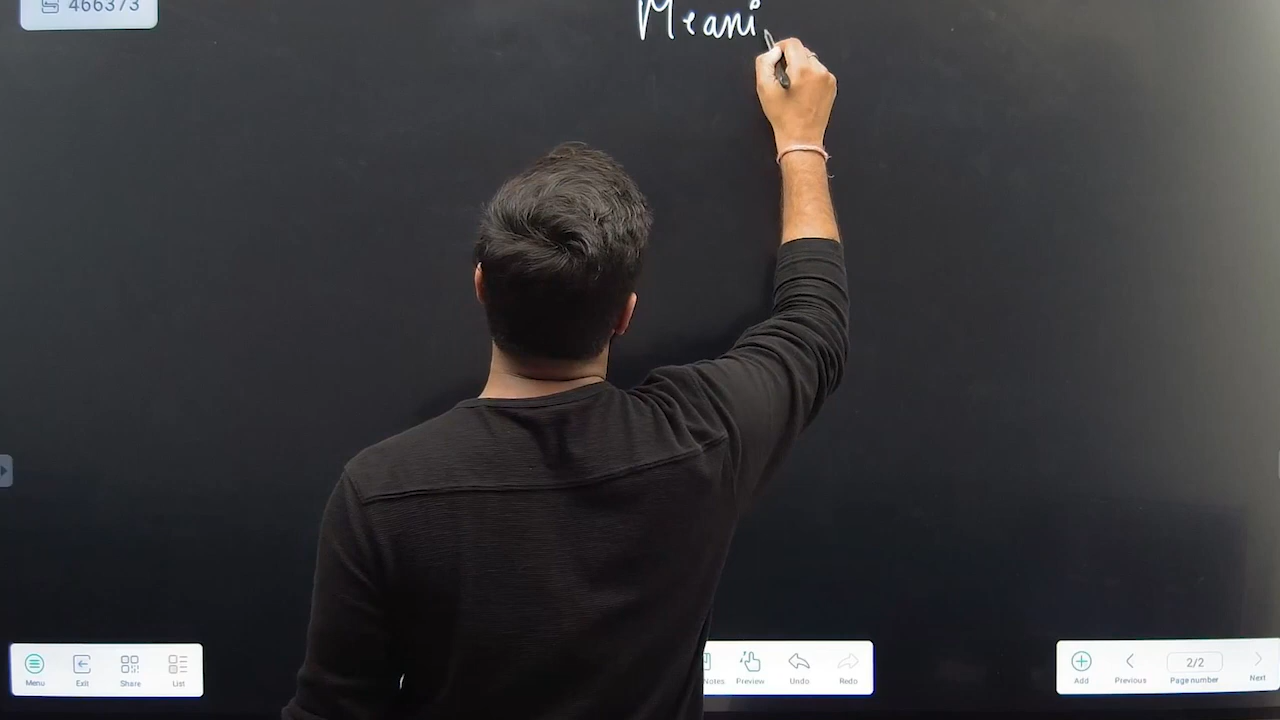 466373
Meani
Menu Exit Share List Notes Preview Undo Redo Add Previous 2/2 Page number Next